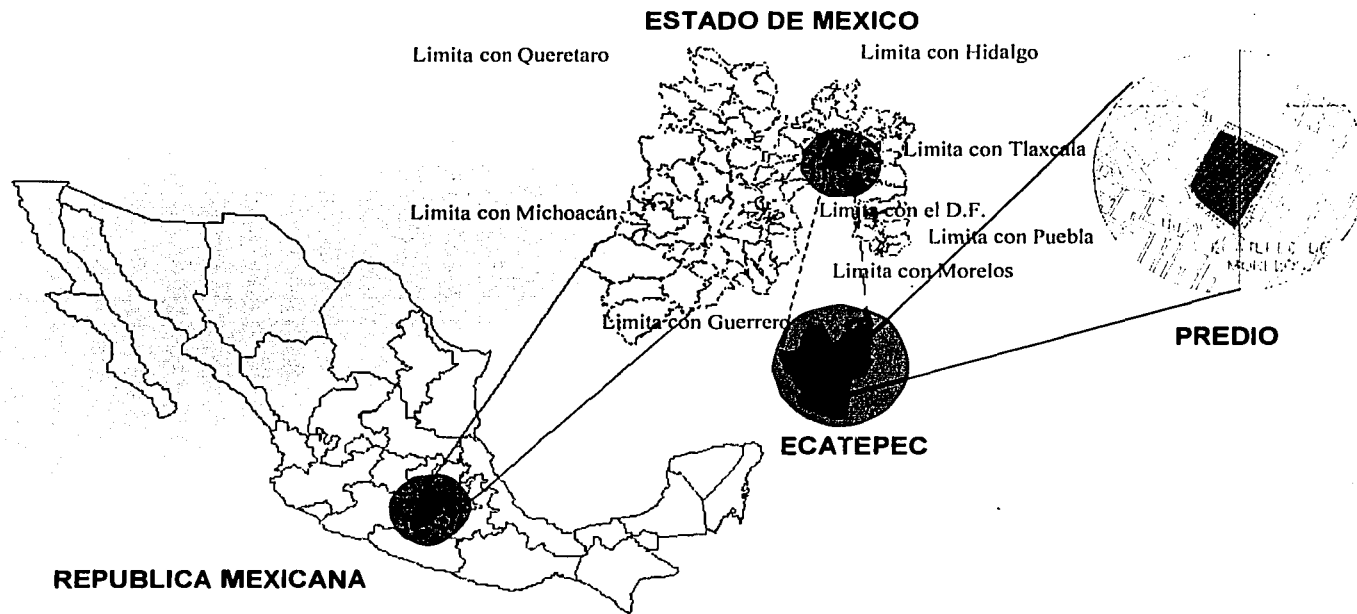 ESTADO DE MEXICO
Limita con Queretaro
Limita con Hidalgo
Limita con Tlaxcala
Limita con Michoacán
Limita con el D.F.
Limita con Puebla
Limita con Morelos
Limita con Guerrero
MORELOS
PREDIO
ECATEPEC
REPUBLICA MEXICANA